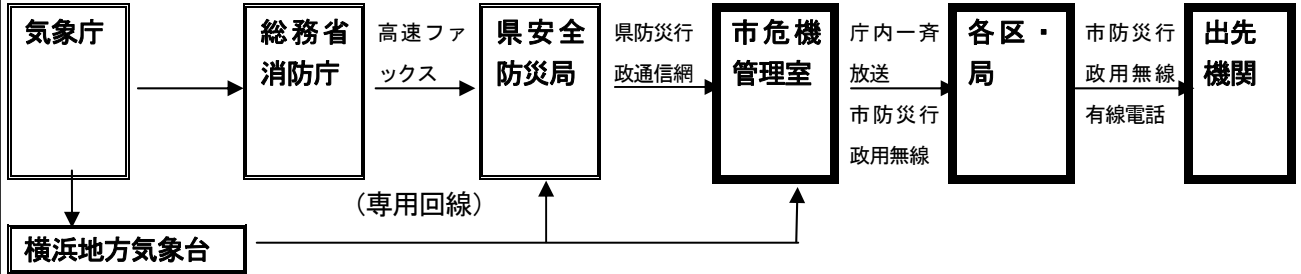 気象庁
総務省
消防庁
高速ファ
ックス
県安全
防災局
県防災行
政通信網
市危機
管理室
庁内一斉
放送
市防災行
政用無線
各区・
局
市防災行
政用無線
有線電話
出先
機関
(専用回線)
横浜地方気象台